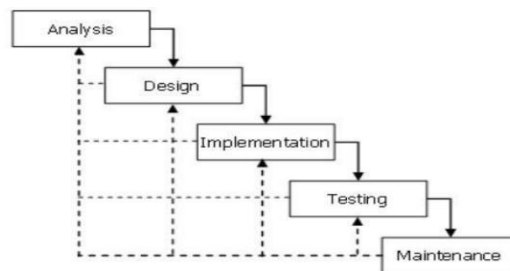 Analysis
Design
Implementation
Testing
Maintenance